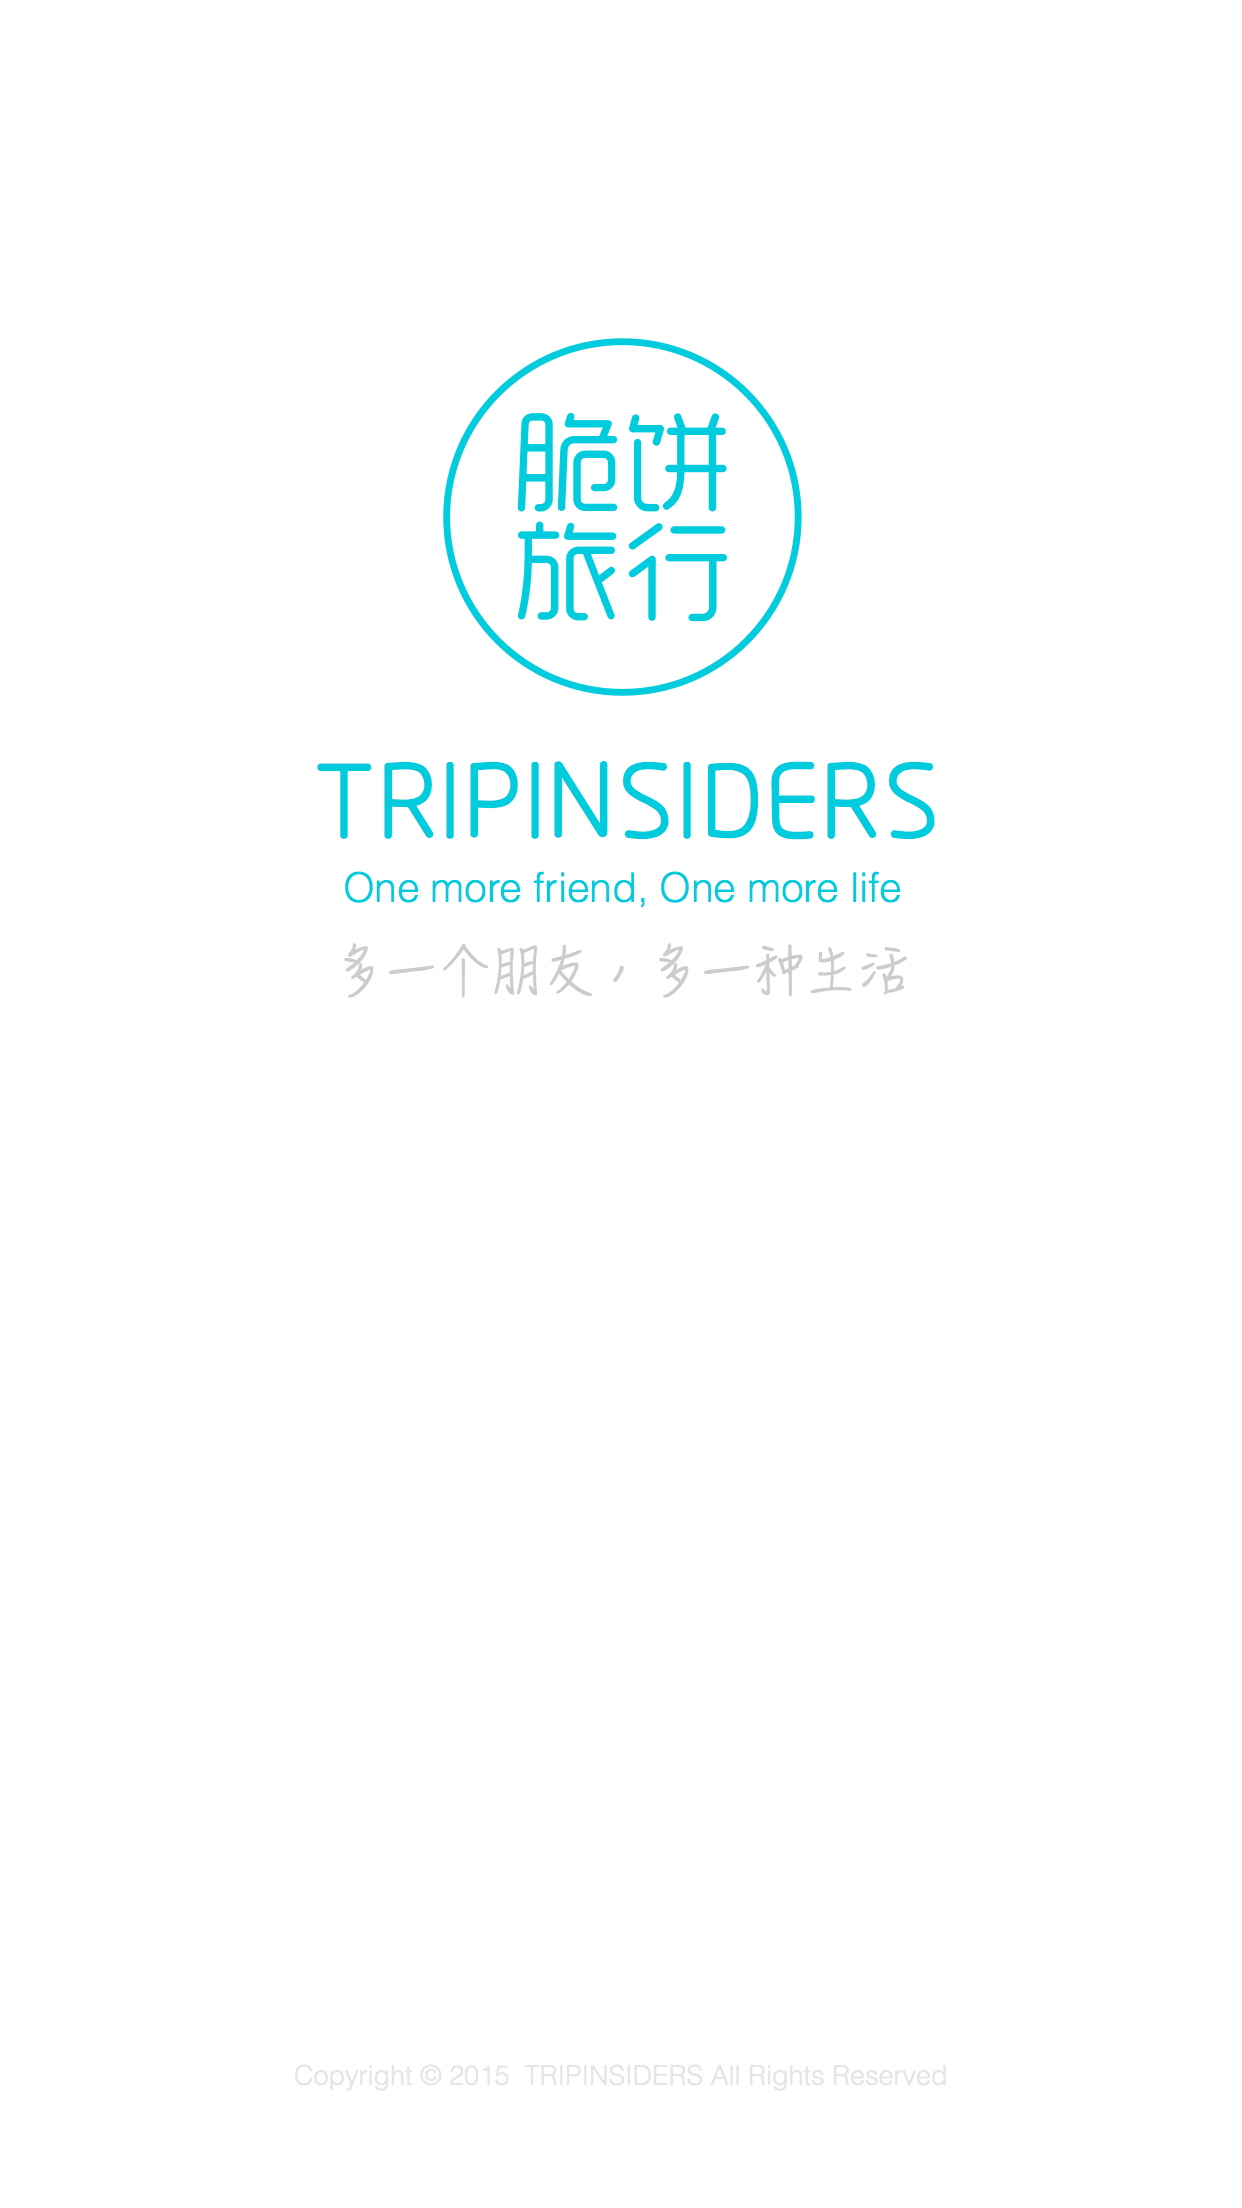 脆饼
旅行
TRIPINSIDERS
One more friend, One more life
多一个朋友，多一种生活
Copyright © 2015 TRIPINSIDERS All Rights Reserved